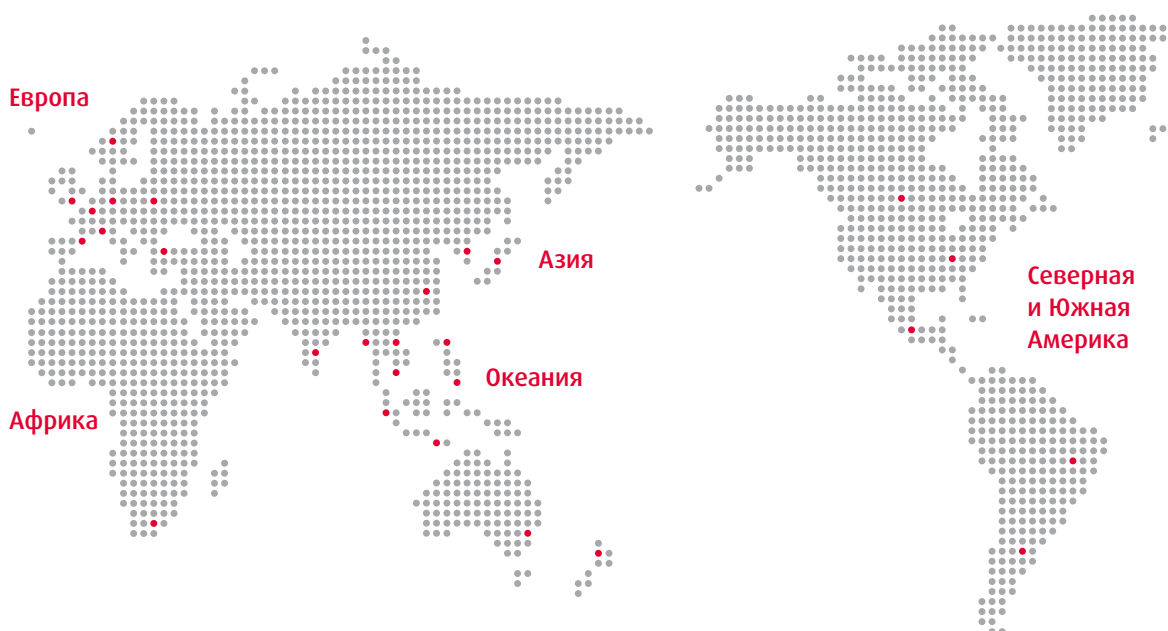 Европа
Азия
Северная
и Южная
Америка
Океания
Африка